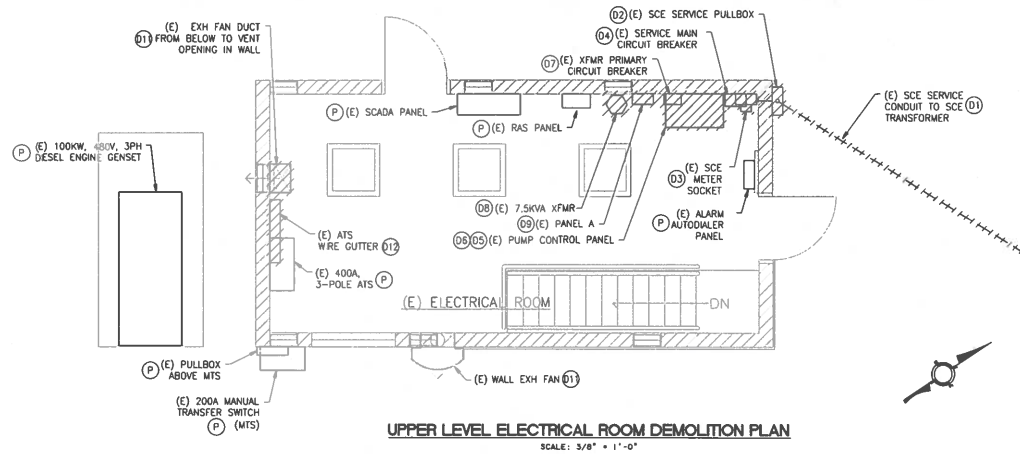 D2 (E) SCE SERVICE PULLBOX
D4 (E) SERVICE MAIN
CIRCUIT BREAKER
D7 (E) XFMR PRIMARY
CIRCUIT BREAKER
(E) EXH FAN DUCT
D11 FROM BELOW TO VENT
OPENING IN WALL
(E) SCE SERVICE
CONDUIT TO SCE D1
TRANSFORMER
P (E) SCADA PANEL
P (E) RAS PANEL
P (E) 100KW, 480V, 3PH
DIESEL ENGINE GENSET
(E) SCE
D3 METER
SOCKET
D8 (E) 7.5KVA XFMR
D9 (E) PANEL A
D6 D5 (E) PUMP CONTROL PANEL
(E) ALARM
P AUTODIALER
PANEL
(E) ATS
WIRE GUTTER D12
(E) 400A,
3-POLE ATS P
(E) ELECTRICAL ROOM
DN
P (E) PULLBOX
ABOVE MTS
(E) WALL EXH FAN D11
(E) 200A MANUAL
TRANSFER SWITCH
P (MTS)
UPPER LEVEL ELECTRICAL ROOM DEMOLITION PLAN
SCALE: 3/8" = 1'-0"